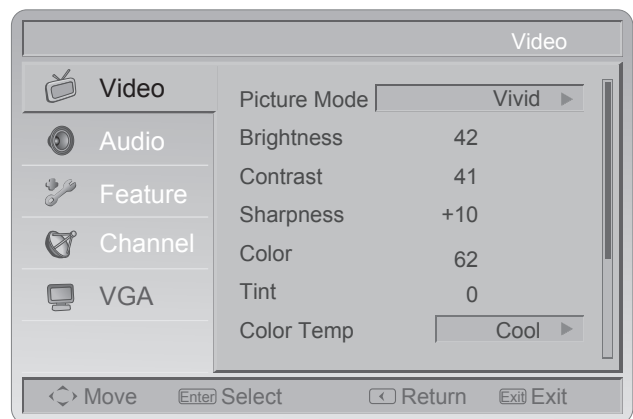 Video
Video
Audio
Feature
Channel
VGA
Picture Mode Vivid
Brightness 42
Contrast 41
Sharpness +10
Color 62
Tint 0
Color Temp Cool
Move Enter Select Return Exit Exit